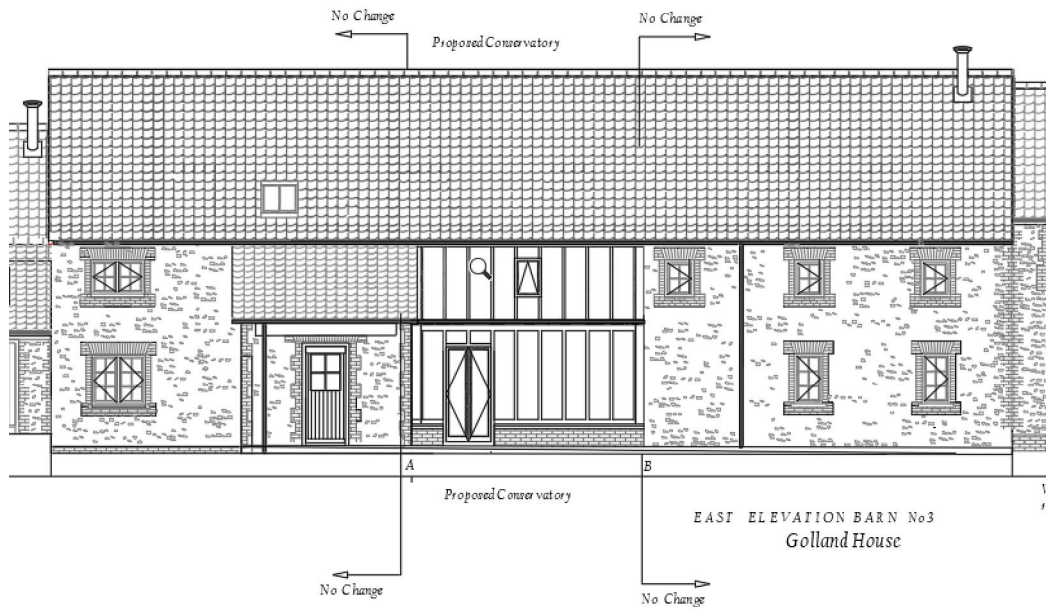 No Change
No Change
Proposed Conservatory
A
B
Proposed Conservatory
EAST ELEVATION BARN No3
Golland House
No Change
No Change